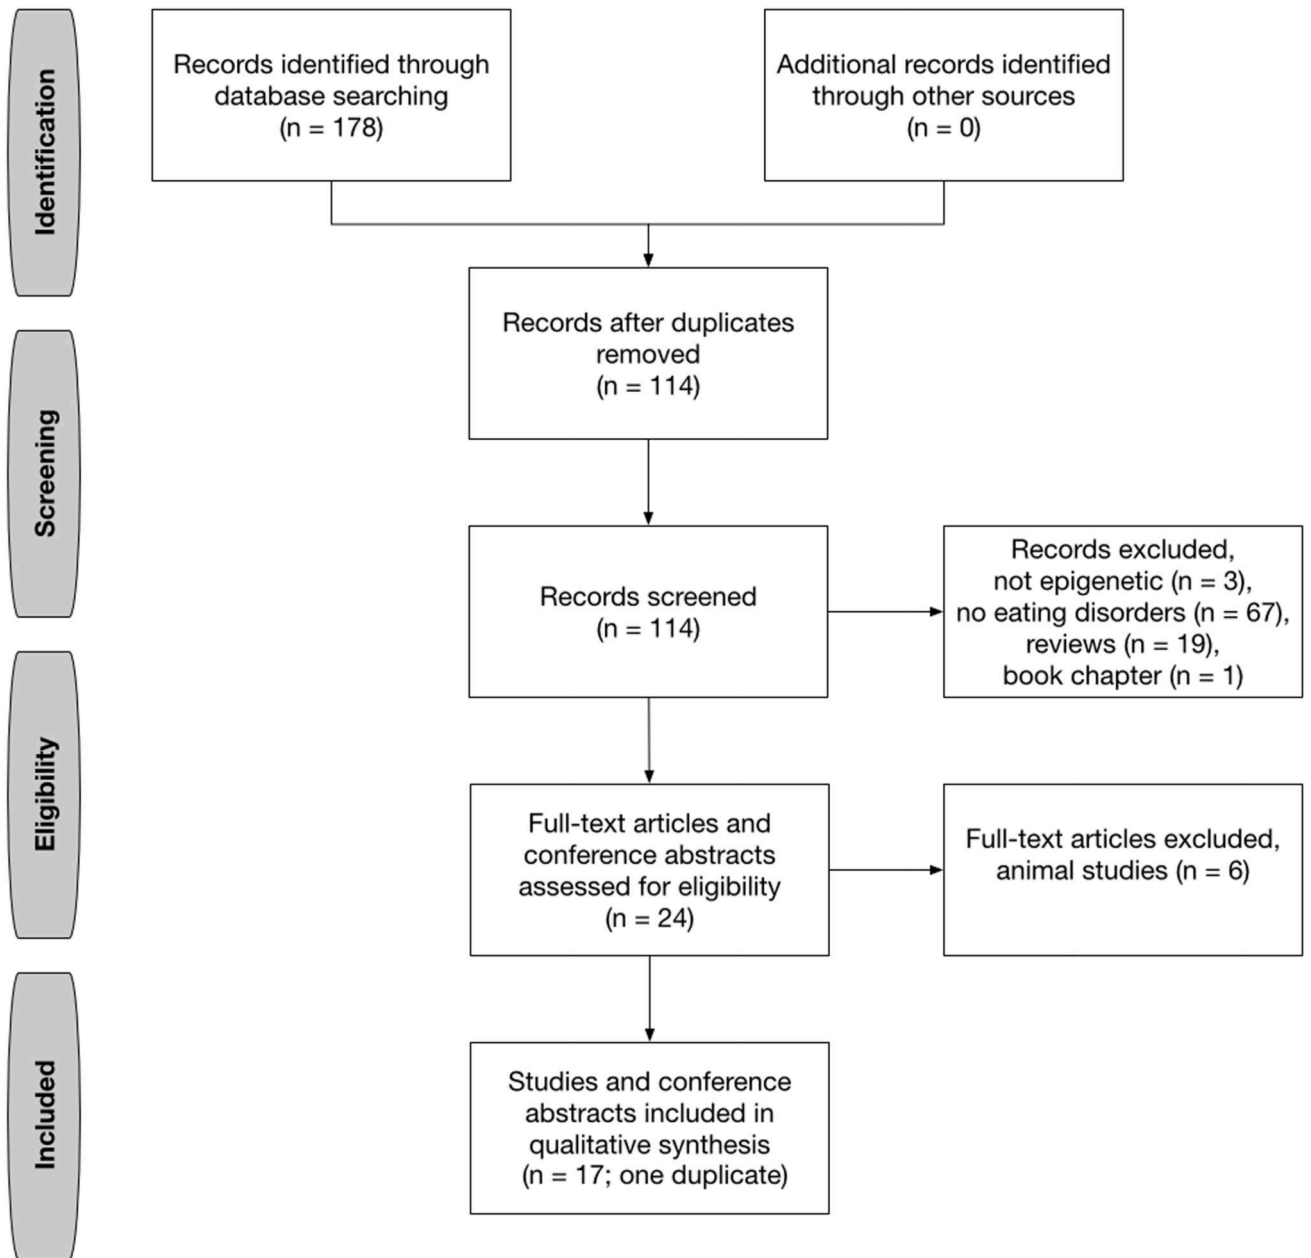 Identification
Records identified through
database searching
(n = 178)
Additional records identified
through other sources
(n = 0)
Records after duplicates
removed
(n = 114)
Screening
Records screened
(n = 114)
Records excluded,
not epigenetic (n = 3),
no eating disorders (n = 67),
reviews (n = 19),
book chapter (n = 1)
Eligibility
Full-text articles and
conference abstracts
assessed for eligibility
(n = 24)
Full-text articles excluded,
animal studies (n = 6)
Included
Studies and conference
abstracts included in
qualitative synthesis
(n = 17; one duplicate)